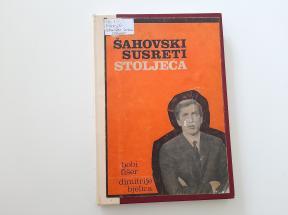 ŠAHOVSKI
SUSRETI
STOLJEĆA
bobi
fišer
dimitrije
bjelica